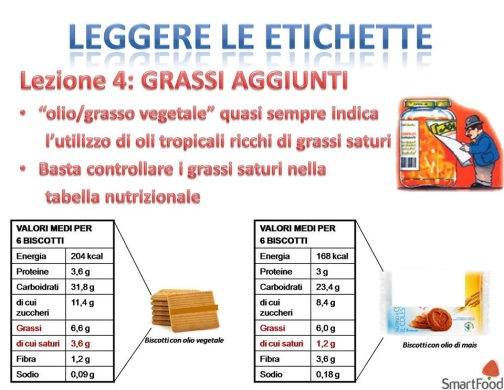 LEGGERE LE ETICHETTE
Lezione 4: GRASSI AGGIUNTI
• “olio/grasso vegetale” quasi sempre indica
l’utilizzo di oli tropicali ricchi di grassi saturi
• Basta controllare i grassi saturi nella
tabella nutrizionale
VALORI MEDI PER
6 BISCOTTI
Energia 204 kcal
Proteine 3,6 g
Carboidrati 31,8 g
di cui 11,4 g
zuccheri
Grassi 6,6 g
di cui saturi 3,6 g
Fibra 1,2 g
Sodio 0,09 g
Biscotti con olio vegetale
VALORI MEDI PER
6 BISCOTTI
Energia 168 kcal
Proteine 3 g
Carboidrati 23,4 g
di cui 8,4 g
zuccheri
Grassi 6,0 g
di cui saturi 1,2 g
Fibra 3,6 g
Sodio 0,18 g
Biscotti con olio di mais
SmartFood